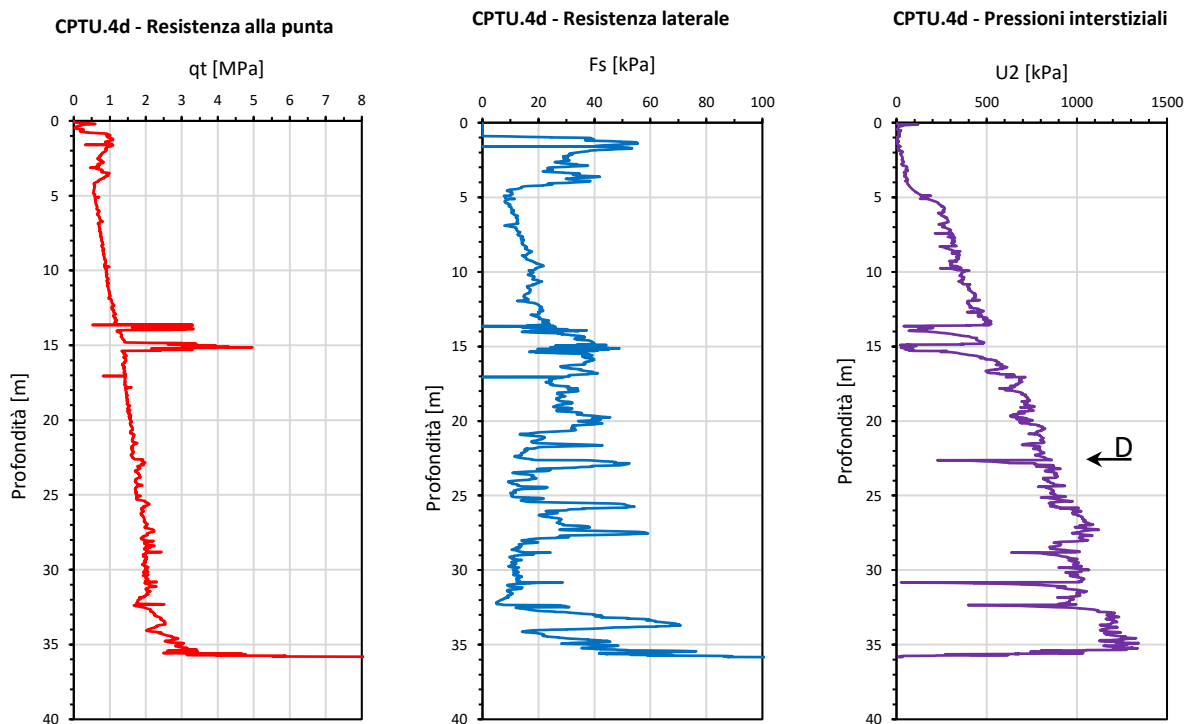 CPTU.4d - Resistenza alla punta
qt [MPa]
0 1 2 3 4 5 6 7 8
0
5
10
15
20
25
30
35
40
Profondità [m]
CPTU.4d - Resistenza laterale
Fs [kPa]
0 20 40 60 80 100
0
5
10
15
20
25
30
35
40
Profondità [m]
CPTU.4d - Pressioni interstiziali
U2 [kPa]
0 500 1000 1500
0
5
10
15
20
25
30
35
40
Profondità [m]
D